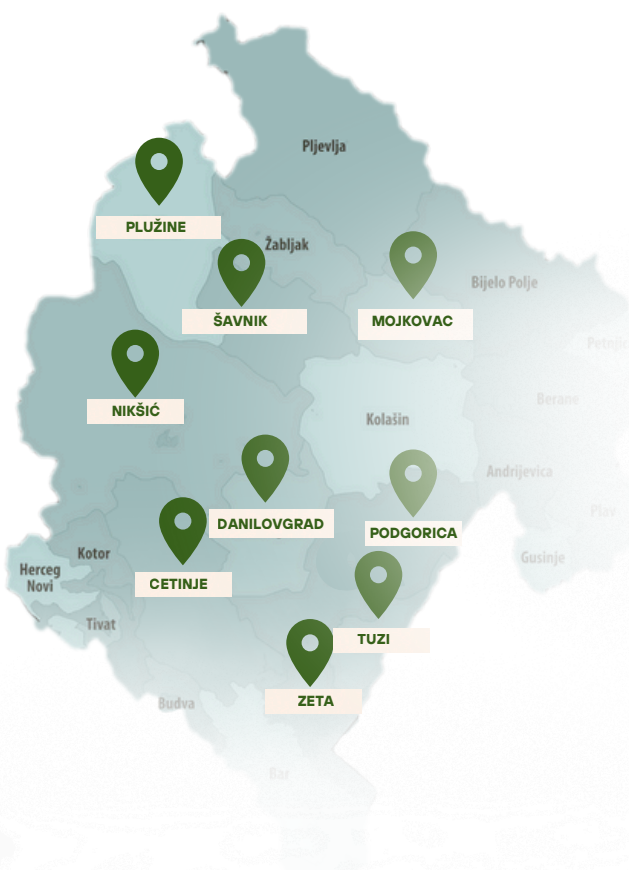 Pljevlja
PLUŽINE
Žabljak
Bijelo Polje
ŠAVNIK
MOJKOVAC
Petnjic
Berane
NIKŠIĆ
Kolašin
Andrijevica
Plav
DANILOVGRAD
PODGORICA
Kotor
Gusinje
Herceg
Novi
CETINJE
Tivat
TUZI
ZETA
Budva
Bar